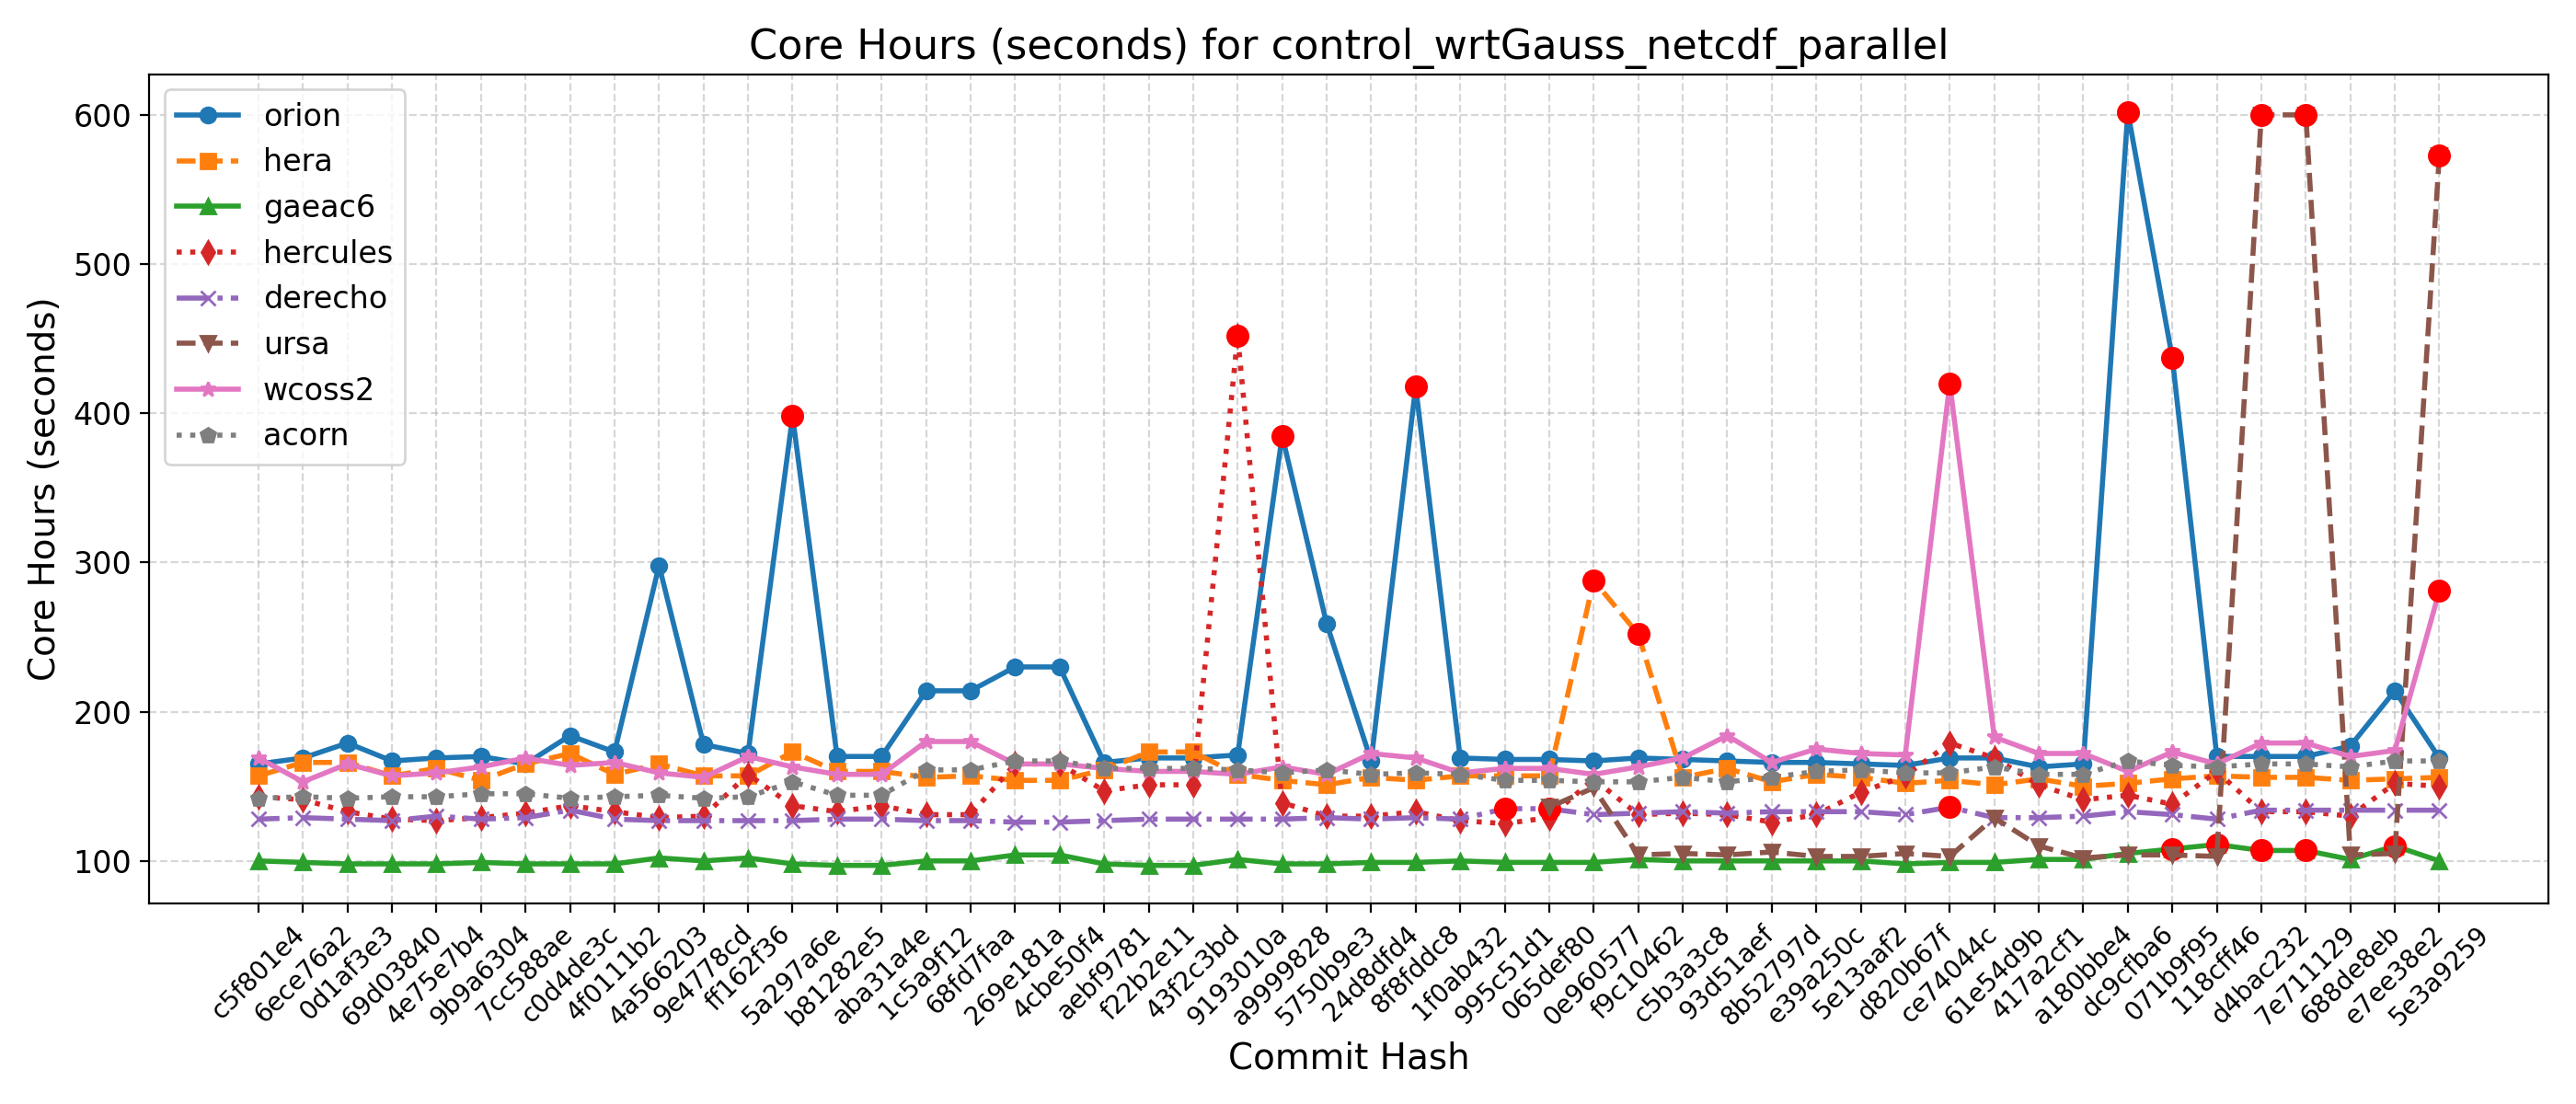 Core Hours (seconds) for control_wrtGauss_netcdf_parallel
Core Hours (seconds)
600
500
400
300
200
100
orion
hera
gaeac6
hercules
derecho
ursa
wcoss2
acorn
c5f801e4
6ece76a2
0d1af3e3
69d03840
4e75e7b4
9b9a6304
7cc588ae
c0d4de3c
4f0111b2
4a566203
9e4778cd
ff162f36
5a297a6e
b81282e5
aba31a4e
1c5a9f12
68fd7faa
269e181a
4cbe50f4
aebf9781
f22b2e11
43f2c3bd
9193010a
a9999828
5750b9e3
24d8dfd4
8f8fddc8
1f0ab432
995c51d1
065def80
0e960577
f9c10462
c5b3a3c8
93d51aef
8b52797d
e39a250c
5e13aaf2
d820b67f
ce74044c
61e54d9b
417a2cf1
a180bbe4
dc9cfba6
071b9f95
118cff46
d4bac232
7e711129
688de8eb
e7ee38e2
5e3a9259
Commit Hash